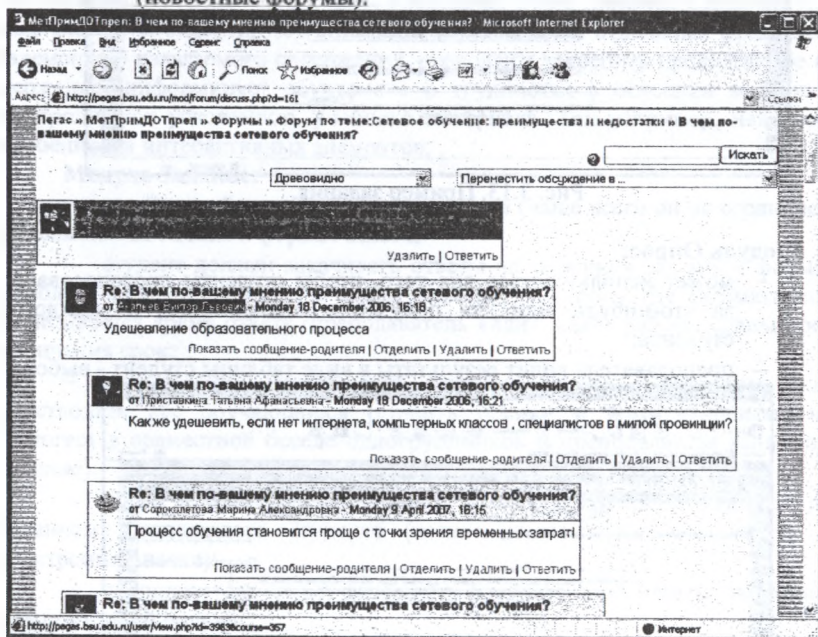 (новостные форумы).
МетПримДОТпреп: В чем по-вашему мнению преимущества сетевого обучения? - Microsoft Internet Explorer
Файл Правка Вид Избранное Сервис Справка
Назад Поиск Избранное
Адрес: http://pegas.bsu.edu.ru/mod/forum/discuss.php?d=161 Ссылки »
Пегас » МетПримДОТпреп » Форумы » Форум по теме:Сетевое обучение: преимущества и недостатки » В чем по-
вашему мнению преимущества сетевого обучения?
Искать
Древовидно Переместить обсуждение в...
Удалить | Ответить
Re: В чем по-вашему мнению преимущества сетевого обучения?
от Виктор - Monday 18 December 2006, 16:18
Удешевление образовательного процесса
Показать сообщение-родителя | Отделить | Удалить | Ответить
Re: В чем по-вашему мнению преимущества сетевого обучения?
от Приставкина Татьяна Афанасьевна - Monday 18 December 2006, 16:21
Как же удешевить, если нет интернета, компьтерных классов , специалистов в милой провинции?
Показать сообщение-родителя | Отделить | Удалить | Ответить
Re: В чем по-вашему мнению преимущества сетевого обучения?
от Сороколетова Марина Александровна - Monday 9 April 2007, 16:15
Процесс обучения становится проще с точки зрения временных затрат!
Показать сообщение-родителя | Отделить | Удалить | Ответить
Re: В чем по-вашему мнению преимущества сетевого обучения?
http://pegas.bsu.edu.ru/user/view.php?id=3983&course=357 Интернет